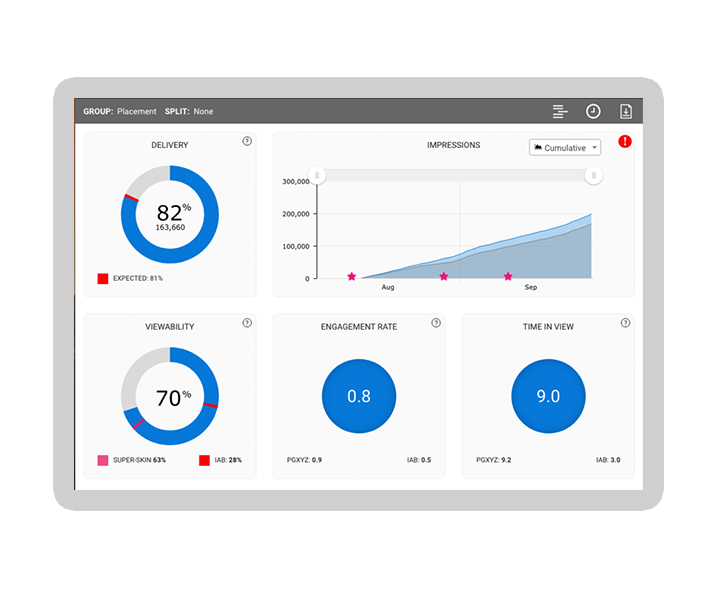 GROUP: Placement SPLIT: None
DELIVERY
?
82%
163,660
EXPECTED: 81%
IMPRESSIONS
Cumulative
!
300,000
200,000
100,000
0
Aug
Sep
VIEWABILITY
?
70%
SUPER-SKIN 63%
IAB: 28%
ENGAGEMENT RATE
?
0.8
PGXYZ: 0.9
IAB: 0.5
TIME IN VIEW
?
9.0
PGXYZ: 9.2
IAB: 3.0